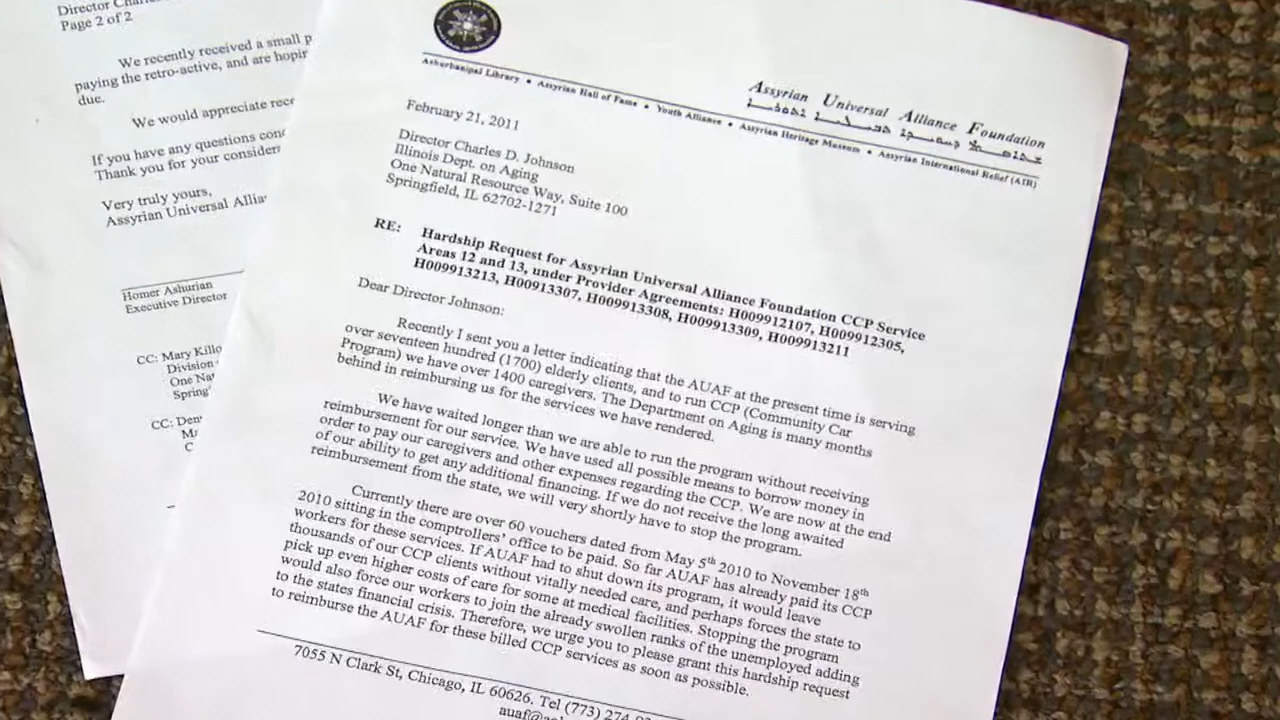 Page 2 of 2
We recently received a small
paying the retro-active, and are
due.
We would appreciate
If you have any questions
Thank you for your
Very truly yours,
Assyrian Universal
Homer Ashurian
Executive Director
CC: Mary
Division
One
CC:
Ashurbanipal Library • Assyrian Hall of Fame • Youth Alliance • Assyrian Heritage Museum • Assyrian International Relief (AIR)
Assyrian Universal Alliance Foundation
February 21, 2011
Director Charles D. Johnson
Illinois Dept. on Aging
One Natural Resource Way, Suite 100
Springfield, IL 62702-1271
RE: Hardship Request for Assyrian Universal Alliance Foundation CCP Service
Areas 12 and 13, under Provider Agreements: H009912107, H009912305,
H009913213, H00913307, H009913308, H009913309, H009913211
Dear Director Johnson:
Recently I sent you a letter indicating that the AUAF at the present time is serving
over seventeen hundred (1700) elderly clients, and to run CCP (Community Car
Program) we have over 1400 caregivers. The Department on Aging is many months
behind in reimbursing us for the services we have rendered.
We have waited longer than we are able to run the program without receiving
reimbursement for our service. We have used all possible means to borrow money in
order to pay our caregivers and other expenses regarding the CCP. We are now at the end
of our ability to get any additional financing. If we do not receive the long awaited
reimbursement from the state, we will very shortly have to stop the program.
Currently there are over 60 vouchers dated from May 5th 2010 to November 18th
2010 sitting in the comptrollers' office to be paid. So far AUAF has already paid its CCP
workers for these services. If AUAF had to shut down its program, it would leave
thousands of our CCP clients without vitally needed care, and perhaps forces the state to
pick up even higher costs of care for some at medical facilities. Stopping the program
would also force our workers to join the already swollen ranks of the unemployed adding
to the states financial crisis. Therefore, we urge you to please grant this hardship request
to reimburse the AUAF for these billed CCP services as soon as possible.
7055 N Clark St, Chicago, IL 60626. Tel (773)